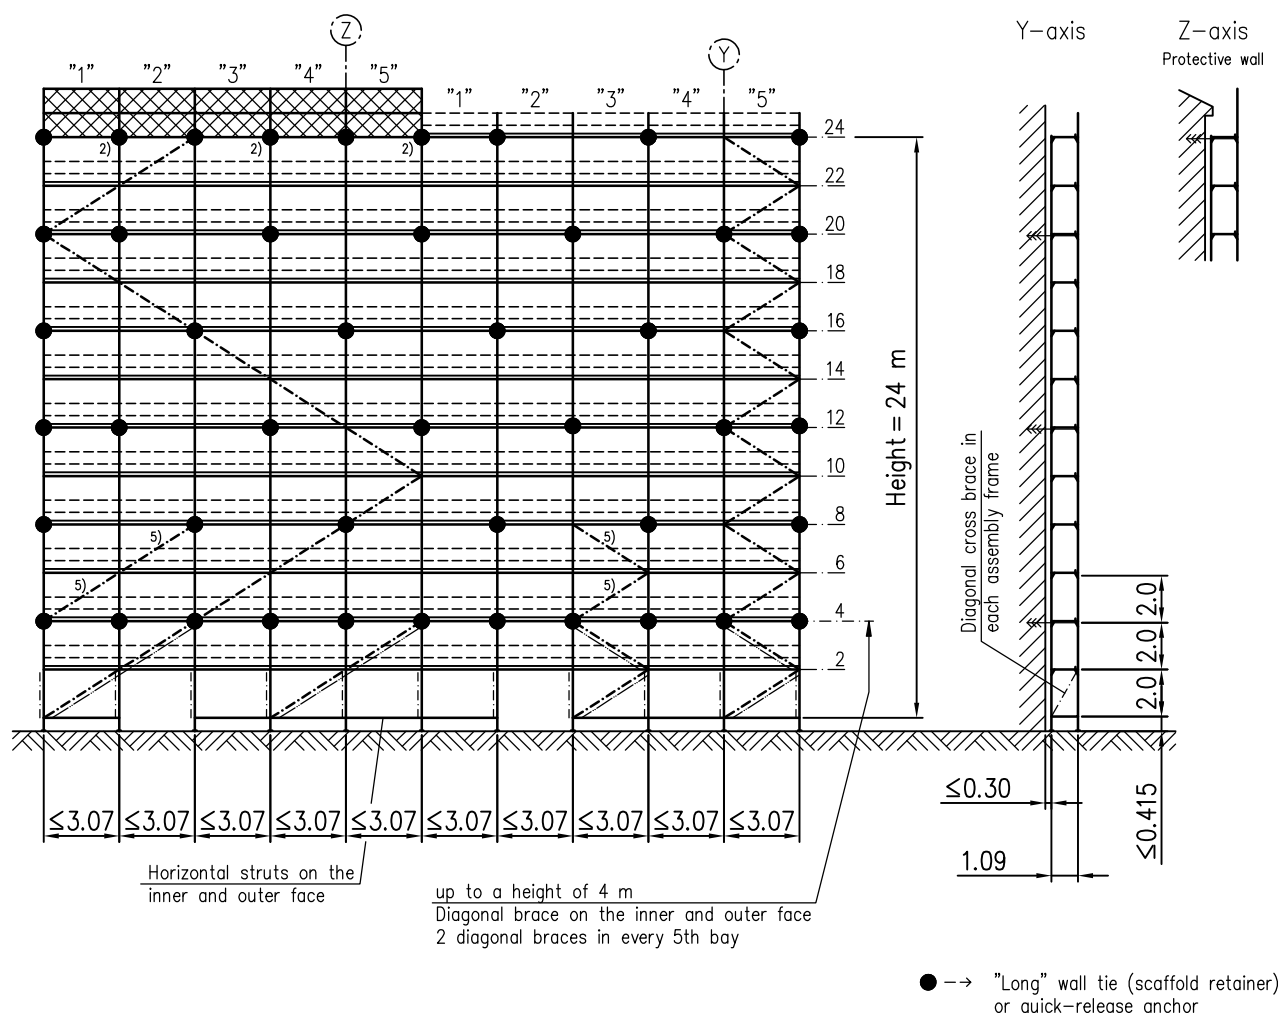 Z
Y
Y-axis
Z-axis
Protective wall
"1" "2" "3" "4" "5"
"1" "2" "3" "4" "5"
2) 2) 2)
24
22
20
18
16
14
12
10
8
6
4
2
5)
5)
5)
5)
Height = 24 m
Diagonal cross brace in
each assembly frame
2.0
2.0
2.0
≤0.415
≤0.30
1.09
≤3.07 ≤3.07 ≤3.07 ≤3.07 ≤3.07 ≤3.07 ≤3.07 ≤3.07 ≤3.07 ≤3.07
Horizontal struts on the
inner and outer face
up to a height of 4 m
Diagonal brace on the inner and outer face
2 diagonal braces in every 5th bay
"Long" wall tie (scaffold retainer)
or quick-release anchor